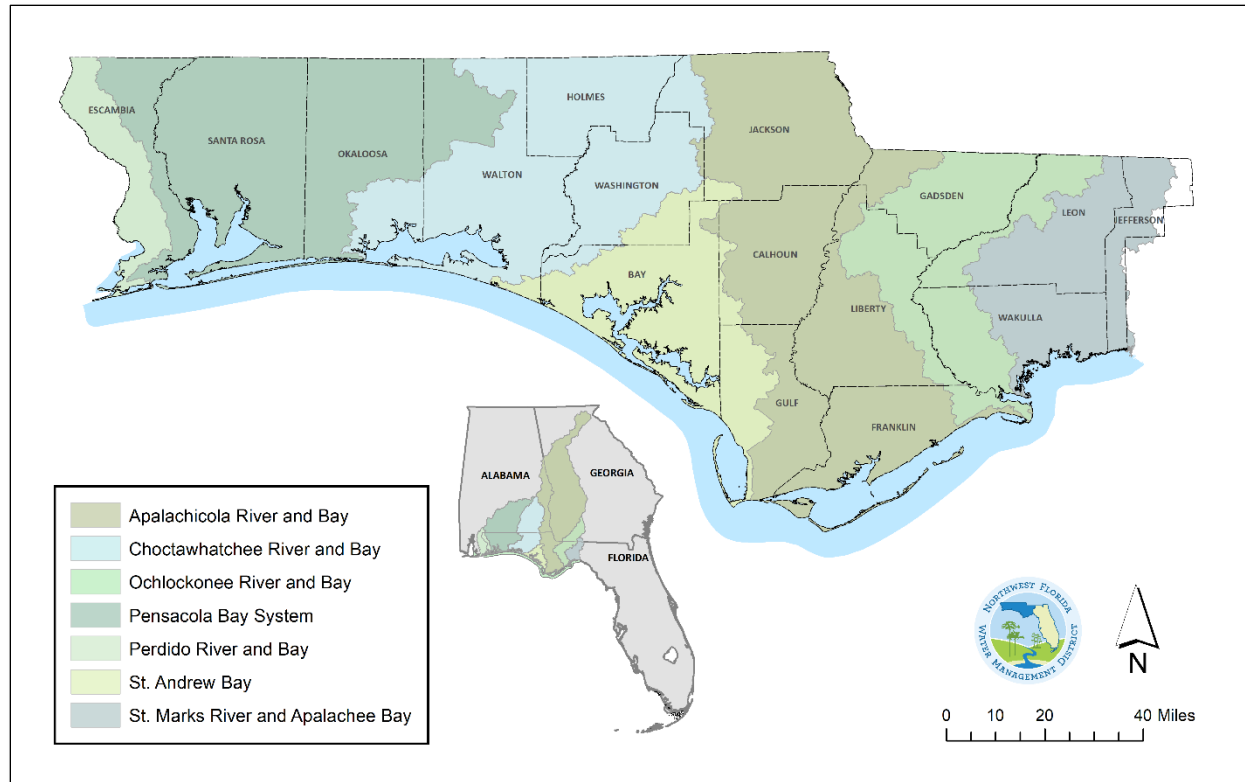 ESCAMBIA
SANTA ROSA
OKALOOSA
WALTON
HOLMES
WASHINGTON
JACKSON
BAY
CALHOUN
GADSDEN
LEON
JEFFERSON
LIBERTY
WAKULLA
GULF
FRANKLIN
ALABAMA
GEORGIA
FLORIDA
Apalachicola River and Bay
Choctawhatchee River and Bay
Ochlockonee River and Bay
Pensacola Bay System
Perdido River and Bay
St. Andrew Bay
St. Marks River and Apalachee Bay
NORTHWEST FLORIDA
WATER MANAGEMENT DISTRICT
N
0 10 20 40 Miles